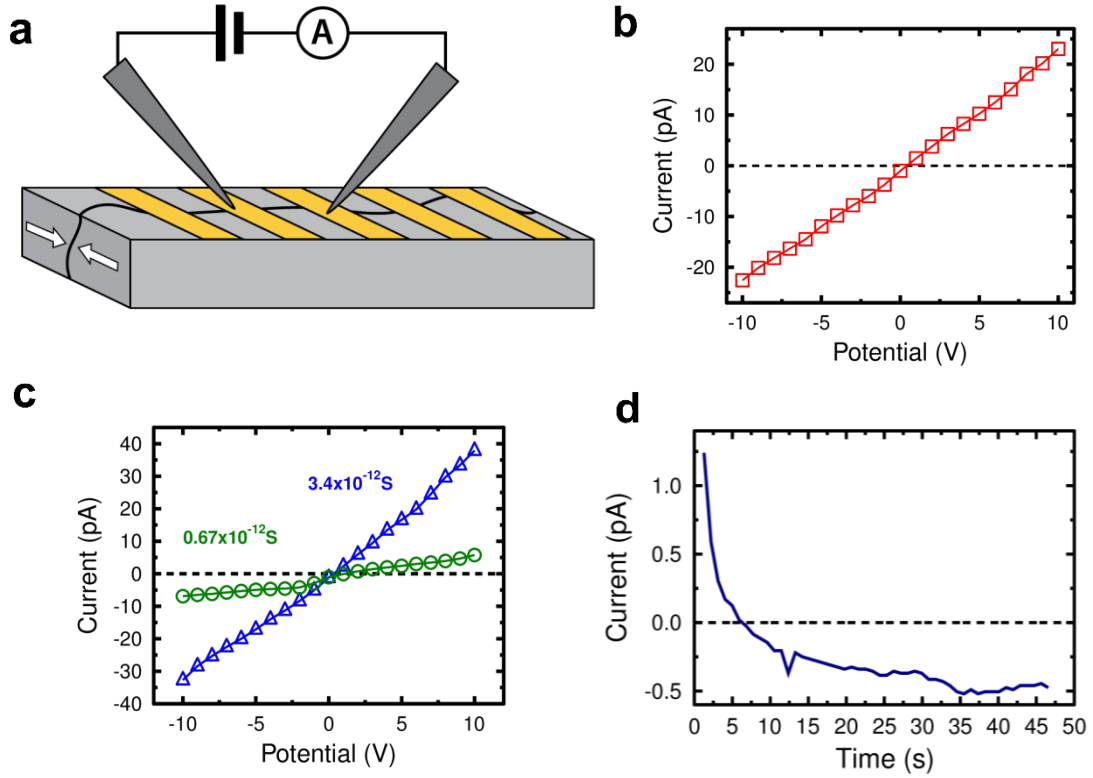 a
A
b
20
10
0
-10
-20
Current (pA)
-10 -5 0 5 10
Potential (V)
c
40
30
20
10
0
-10
-20
-30
-40
Current (pA)
3.4x10⁻¹²S
0.67x10⁻¹²S
-10 -5 0 5 10
Potential (V)
d
1.0
0.5
0.0
-0.5
Current (pA)
0 5 10 15 20 25 30 35 40 45 50
Time (s)